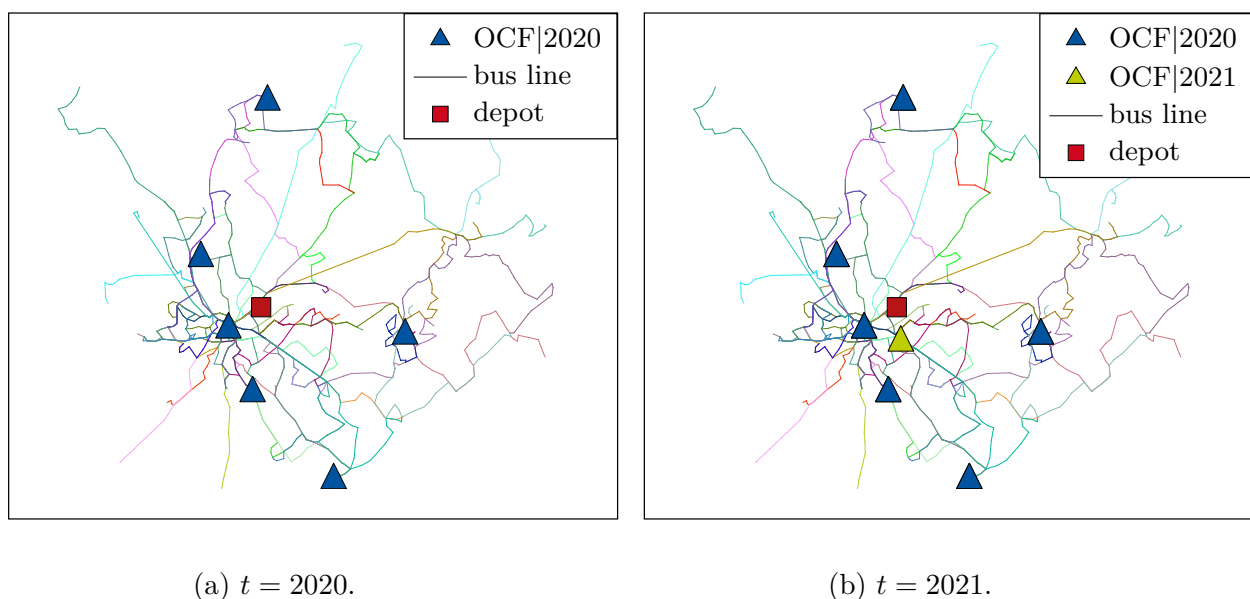 OCF|2020
bus line
depot
OCF|2020
OCF|2021
bus line
depot
(a) t = 2020.
(b) t = 2021.